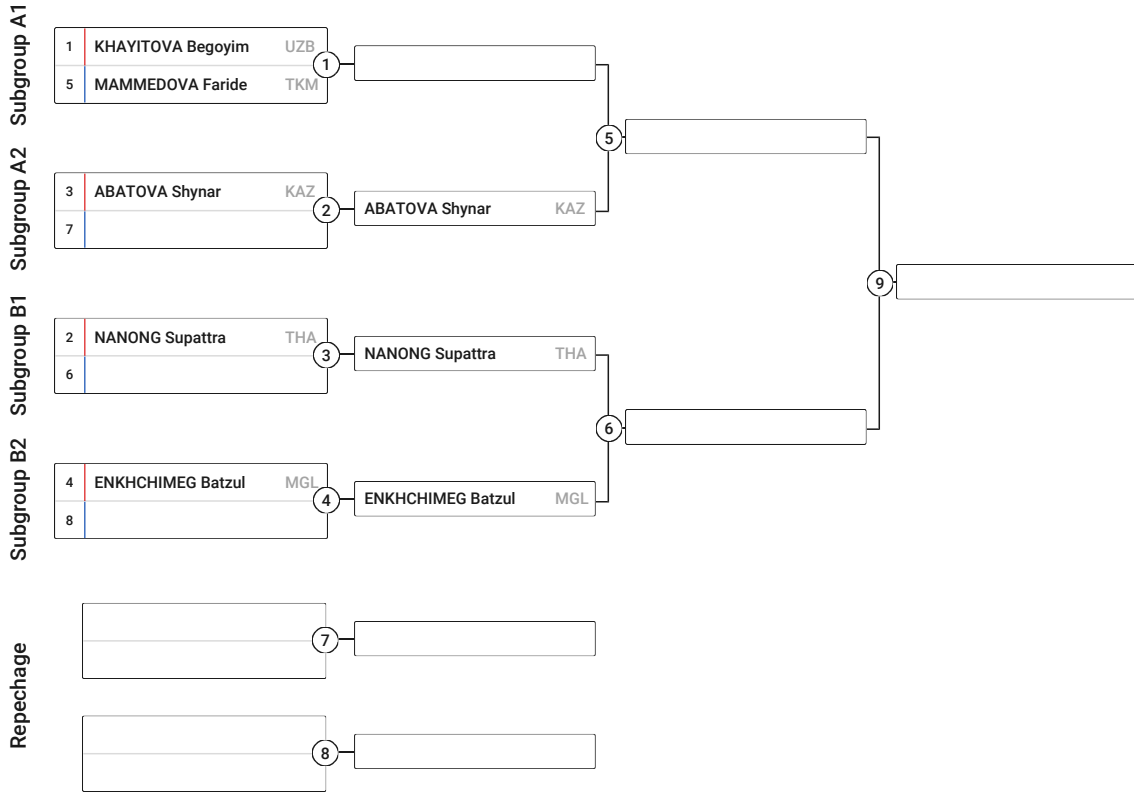 Subgroup A1
1 KHAYITOVA Begoyim UZB
5 MAMMEDOVA Faride TKM
1
5
Subgroup A2
3 ABATOVA Shynar KAZ
7
2
ABATOVA Shynar KAZ
9
Subgroup B1
2 NANONG Supattra THA
6
3
NANONG Supattra THA
6
Subgroup B2
4 ENKHCHIMEG Batzul MGL
8
4
ENKHCHIMEG Batzul MGL
Repechage
7
8